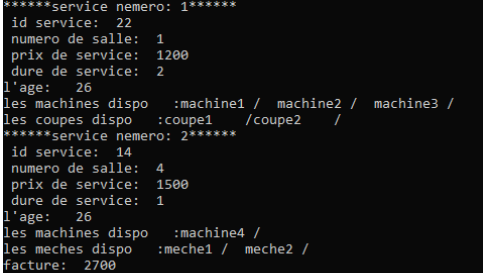 ******service nemero: 1******
id service:  22
numero de salle:  1
prix de service:  1200
dure de service:  2
l'age:   26
les machines dispo   :machine1 /  machine2 /  machine3 /
les coupes dispo   :coupe1    /coupe2    /
******service nemero: 2******
id service:  14
numero de salle:  4
prix de service:  1500
dure de service:  1
l'age:   26
les machines dispo   :machine4 /
les meches dispo   :meche1 /  meche2 /
facture:  2700